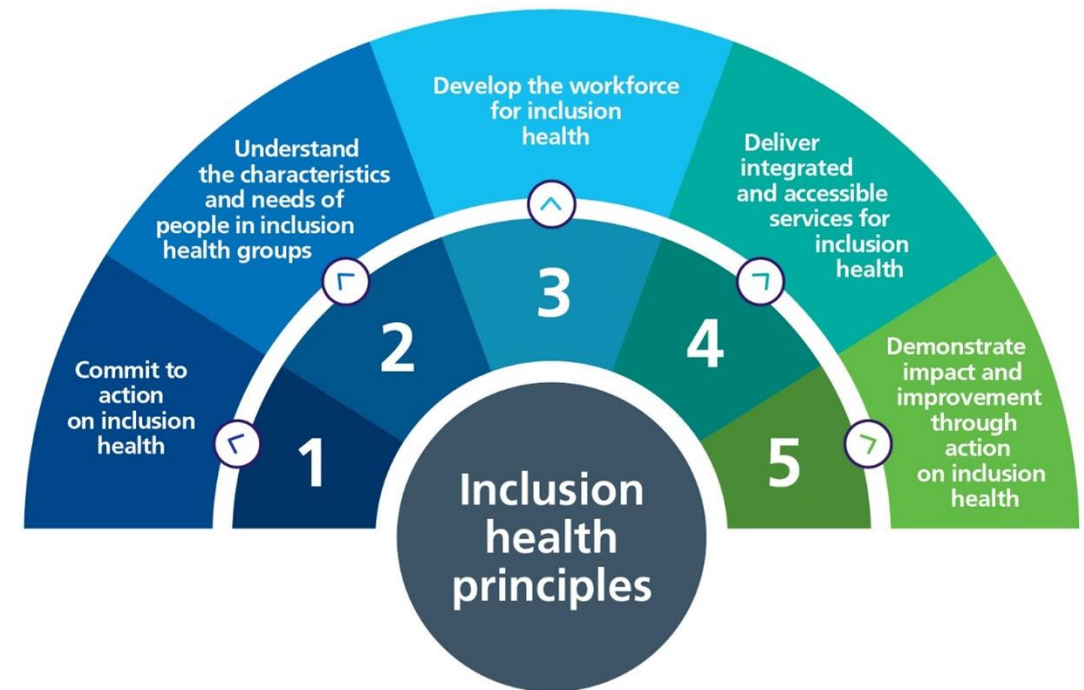 Inclusion
health
principles
1
Commit to
action
on inclusion
health
2
Understand
the characteristics
and needs of
people in inclusion
health groups
3
Develop the workforce
for inclusion
health
4
Deliver
integrated
and accessible
services for
inclusion
health
5
Demonstrate
impact and
improvement
through
action
on inclusion
health